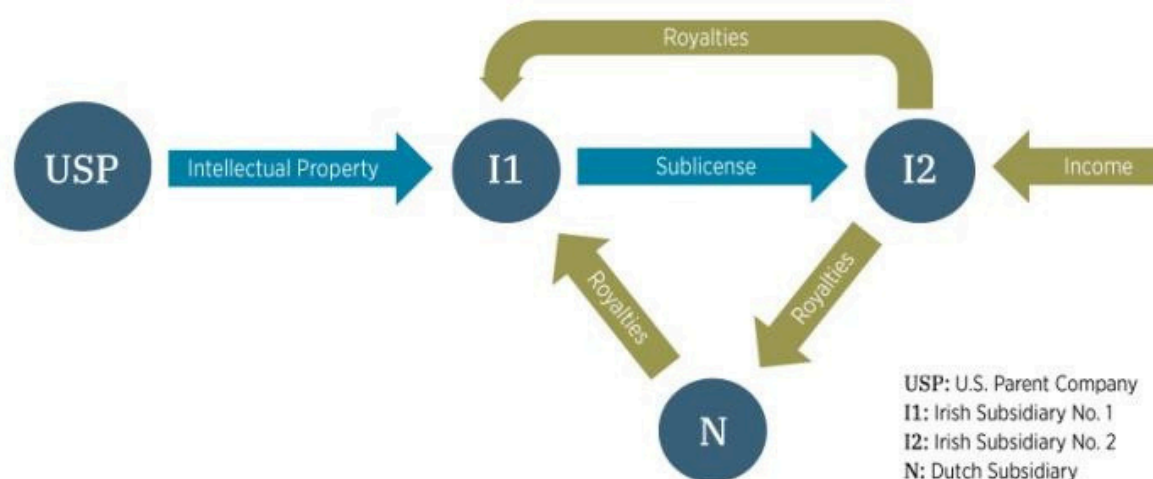 Royalties
USP
Intellectual Property
I1
Sublicense
I2
Income
Royalties
Royalties
N
USP: U.S. Parent Company
I1: Irish Subsidiary No. 1
I2: Irish Subsidiary No. 2
N: Dutch Subsidiary